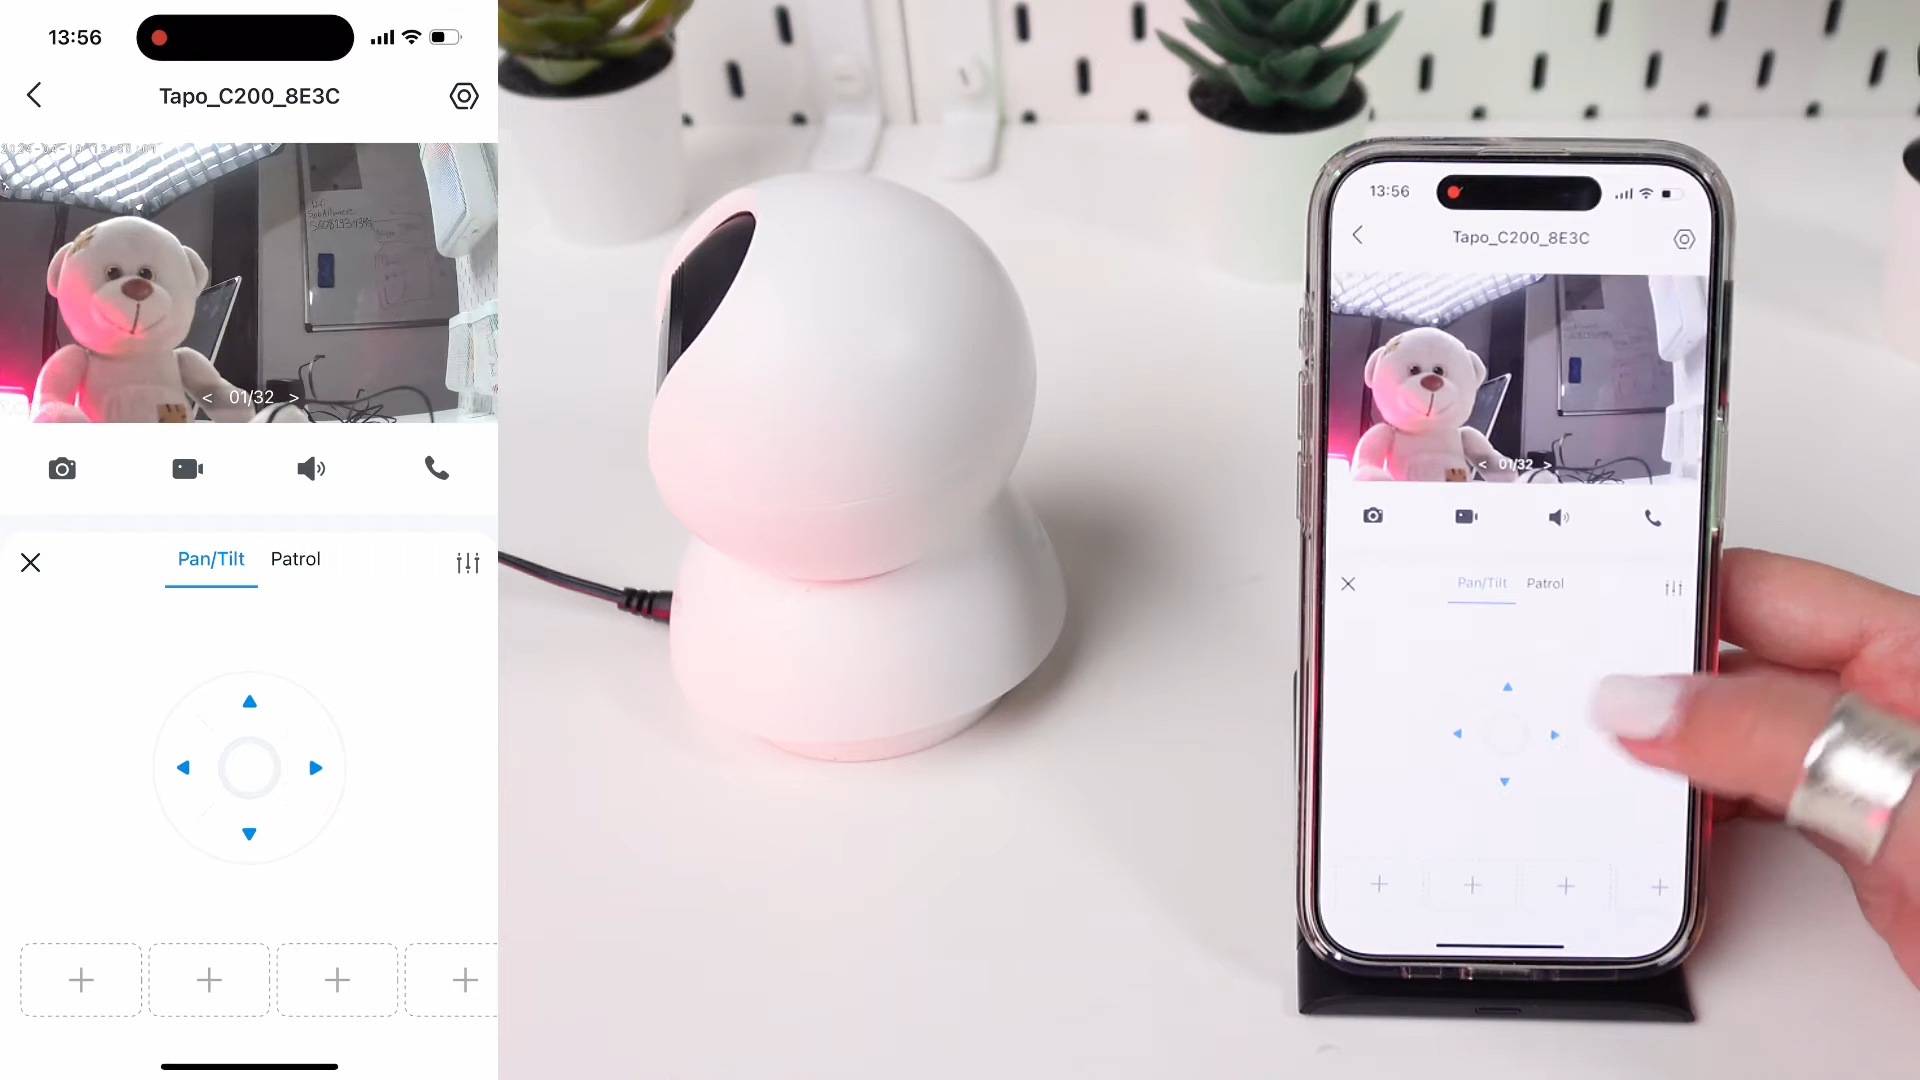 13:56
Tapo_C200_8E3C
< 01/32 >
Pan/Tilt
Patrol
13:56
Tapo_C200_8E3C
< 01/32 >
Pan/Tilt
Patrol